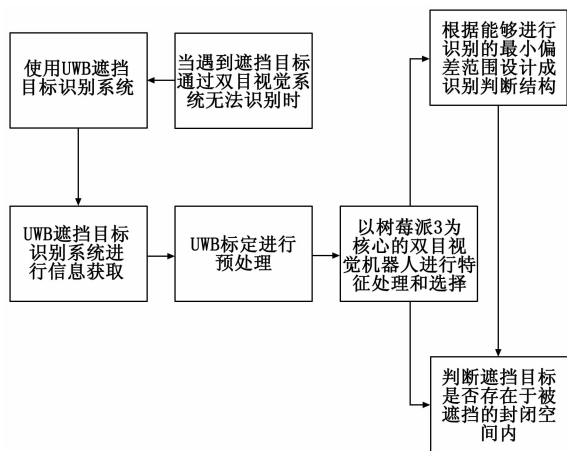 使用UWB遮挡
目标识别系统
当遇到遮挡目标
通过双目视觉系
统无法识别时
根据能够进行
识别的最小偏
差范围设计成
识别判断结构
UWB遮挡目标
识别系统进
行信息获取
UWB标定进行
预处理
以树莓派3为
核心的双目视
觉机器人进行特
征处理和选择
判断遮挡目标
是否存在于被
遮挡的封闭空
间内